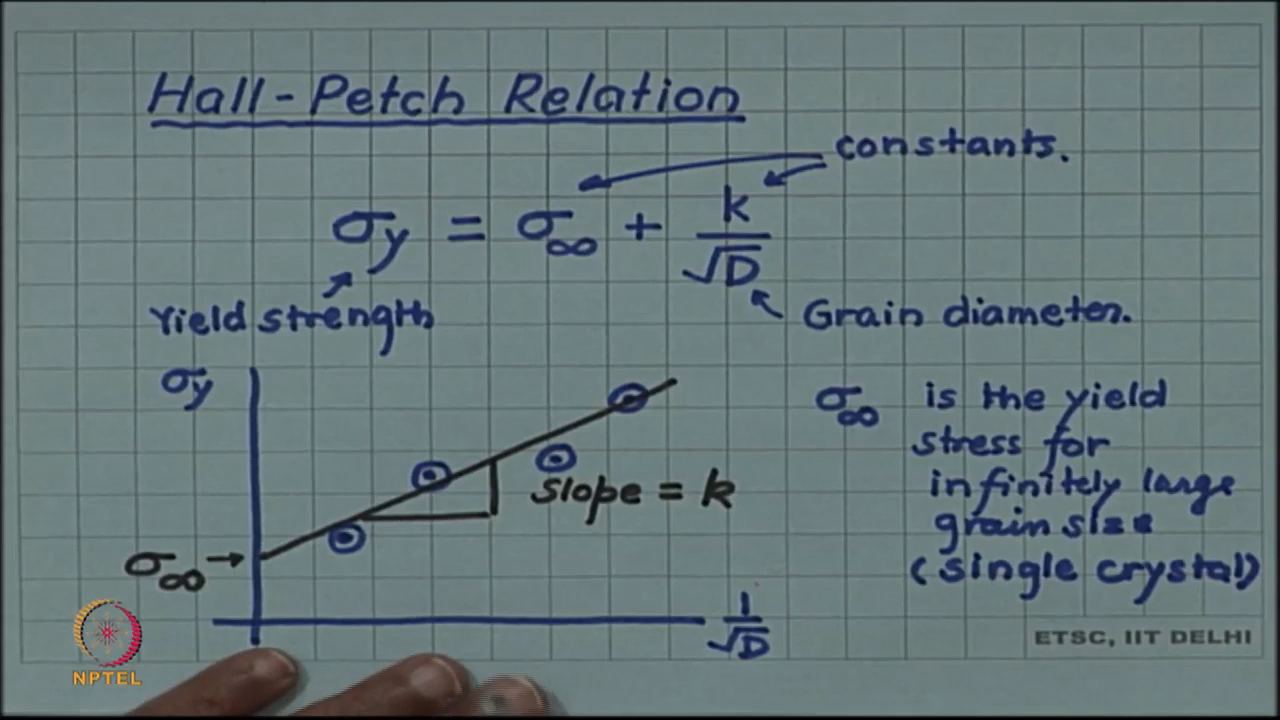 Hall-Petch Relation
constants.
σy = σ∞ + k/√D
Yield strength
Grain diameter.
σy
σ∞ is the yield
stress for
infinitely large
grain size
(single crystal)
Slope = k
σ∞
1/√D
ETSC, IIT DELHI
NPTEL